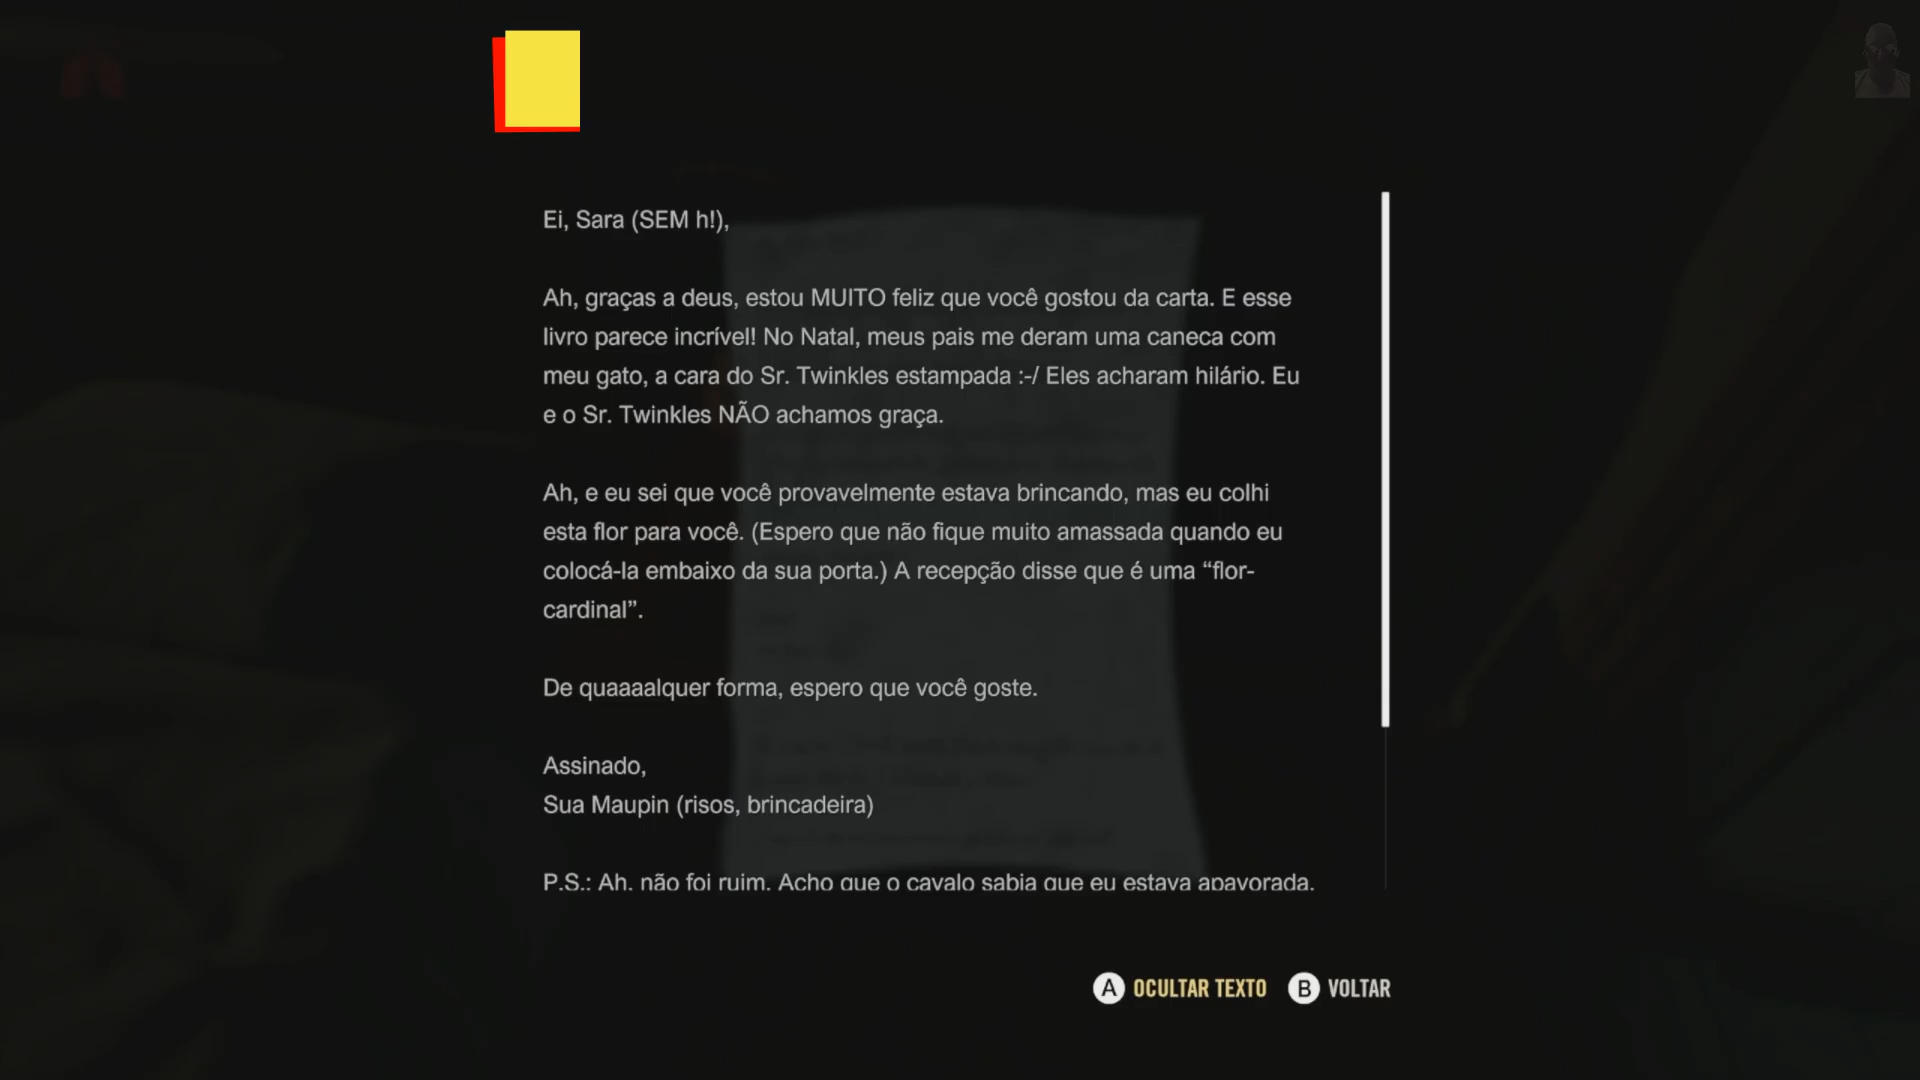 Ei, Sara (SEM h!),
Ah, graças a deus, estou MUITO feliz que você gostou da carta. E esse
livro parece incrível! No Natal, meus pais me deram uma caneca com
meu gato, a cara do Sr. Twinkles estampada :-/ Eles acharam hilário. Eu
e o Sr. Twinkles NÃO achamos graça.
Ah, e eu sei que você provavelmente estava brincando, mas eu colhi
esta flor para você. (Espero que não fique muito amassada quando eu
colocá-la embaixo da sua porta.) A recepção disse que é uma “flor-
cardinal”.
De quaaaalquer forma, espero que você goste.
Assinado,
Sua Maupin (risos, brincadeira)
P.S.: Ah, não foi ruim. Acho que o cavalo sabia que eu estava apavorada.
A OCULTAR TEXTO B VOLTAR